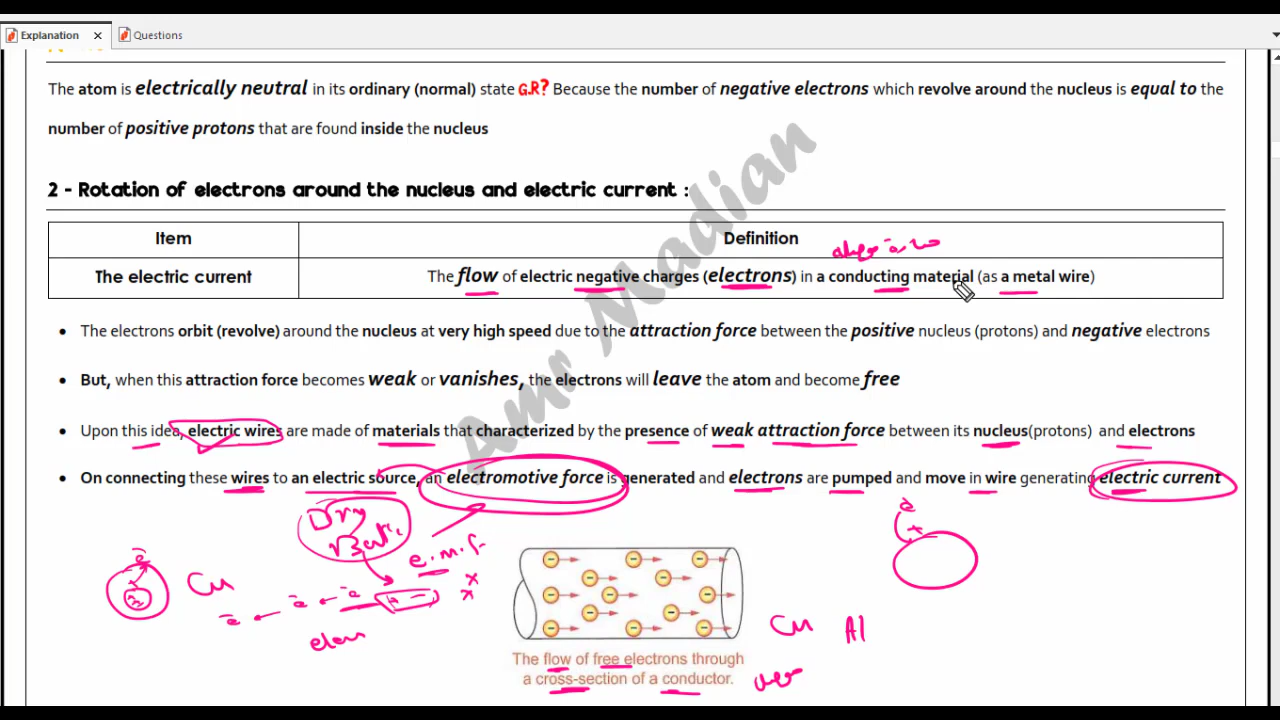 Explanation
Questions
The atom is electrically neutral in its ordinary (normal) state G.R? Because the number of negative electrons which revolve around the nucleus is equal to the
number of positive protons that are found inside the nucleus
2 - Rotation of electrons around the nucleus and electric current :
Item Definition
The electric current The flow of electric negative charges (electrons) in a conducting material (as a metal wire)
• The electrons orbit (revolve) around the nucleus at very high speed due to the attraction force between the positive nucleus (protons) and negative electrons
• But, when this attraction force becomes weak or vanishes, the electrons will leave the atom and become free
• Upon this idea, electric wires are made of materials that characterized by the presence of weak attraction force between its nucleus(protons) and electrons
• On connecting these wires to an electric source, an electromotive force is generated and electrons are pumped and move in wire generating electric current
Dry
Batt.
e.m.f.
Cu
Cu Al
The flow of free electrons through
a cross-section of a conductor.
Amr Madian